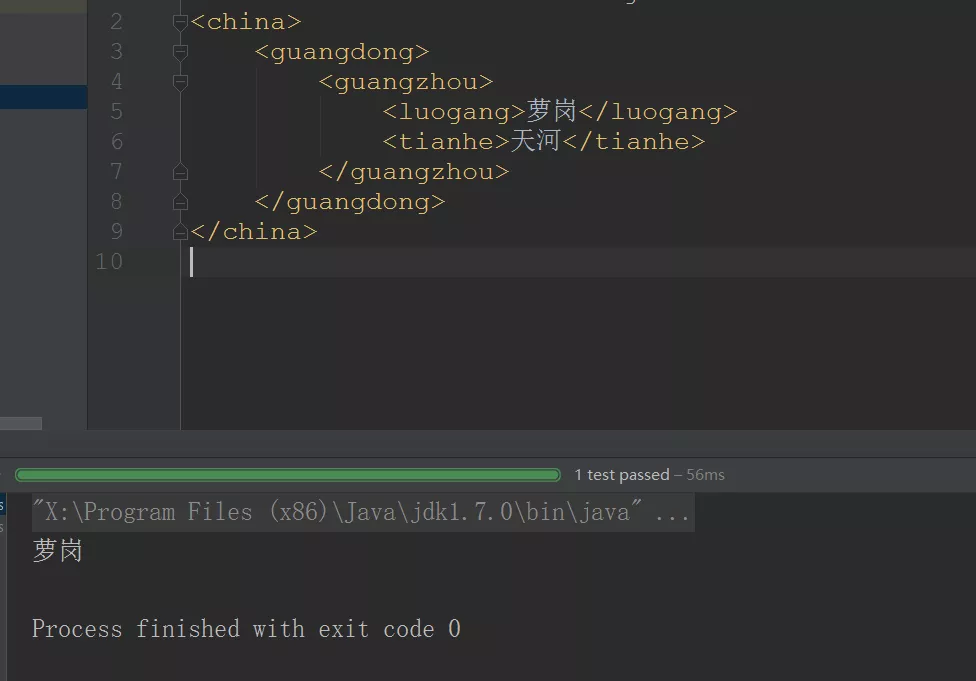 2 <china>
3 <guangdong>
4 <guangzhou>
5 <luogang>萝岗</luogang>
6 <tianhe>天河</tianhe>
7 </guangzhou>
8 </guangdong>
9 </china>
10
1 test passed – 56ms
"X:\Program Files (x86)\Java\jdk1.7.0\bin\java" ...
萝岗
Process finished with exit code 0